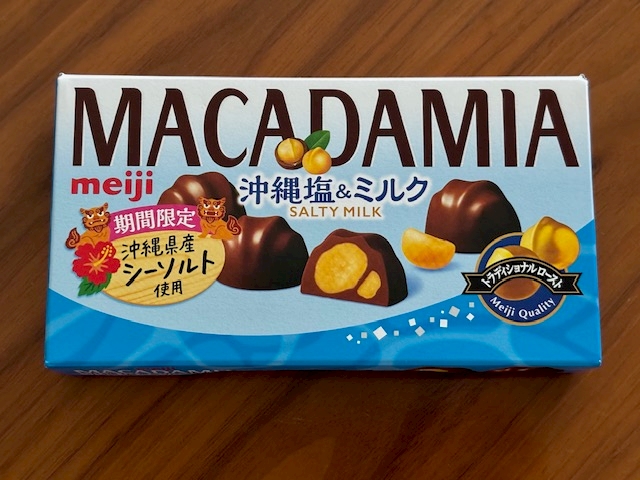 MACADAMIA
meiji
沖縄塩&ミルク
SALTY MILK
期間限定
沖縄県産
シーソルト
使用
トラディショナルロースト
Meiji Quality
MACADAMIA